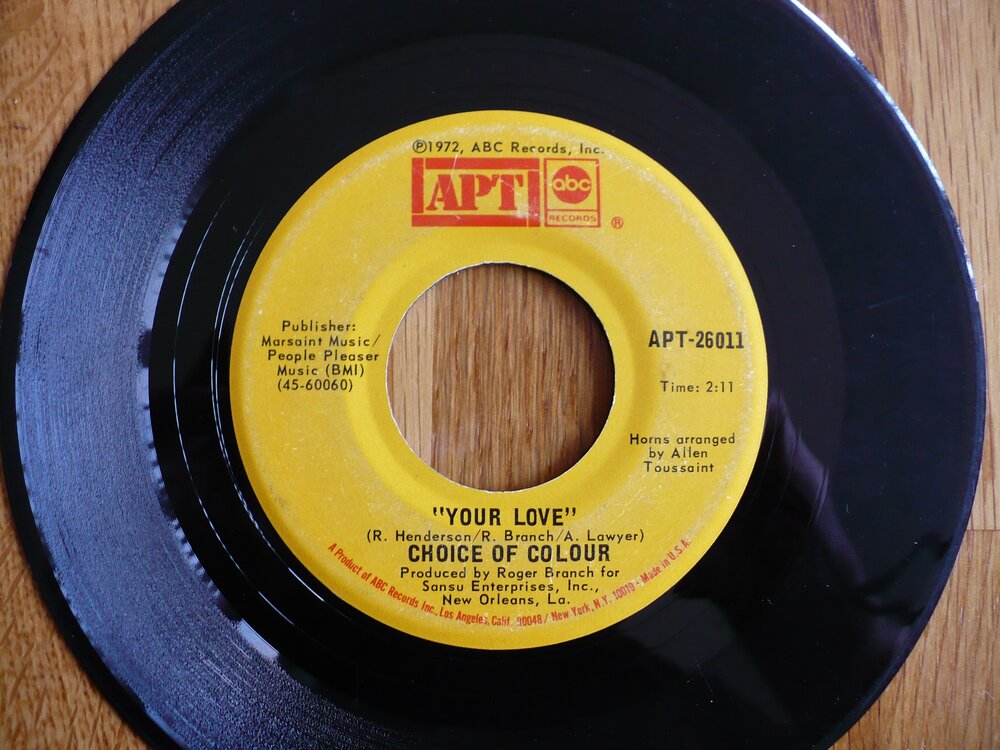 ℗1972, ABC Records, Inc.
APT
abc
RECORDS
®
Publisher:
Marsaint Music/
People Pleaser
Music (BMI)
(45-60060)
APT-26011
Time: 2:11
Horns arranged
by Allen
Toussaint
"YOUR LOVE"
(R. Henderson/R. Branch/A. Lawyer)
CHOICE OF COLOUR
Produced by Roger Branch for
Sansu Enterprises, Inc.,
New Orleans, La.
A Product of ABC Records Inc., Los Angeles, Calif. 90048 / New York, N.Y. 10019 - Made in U.S.A.